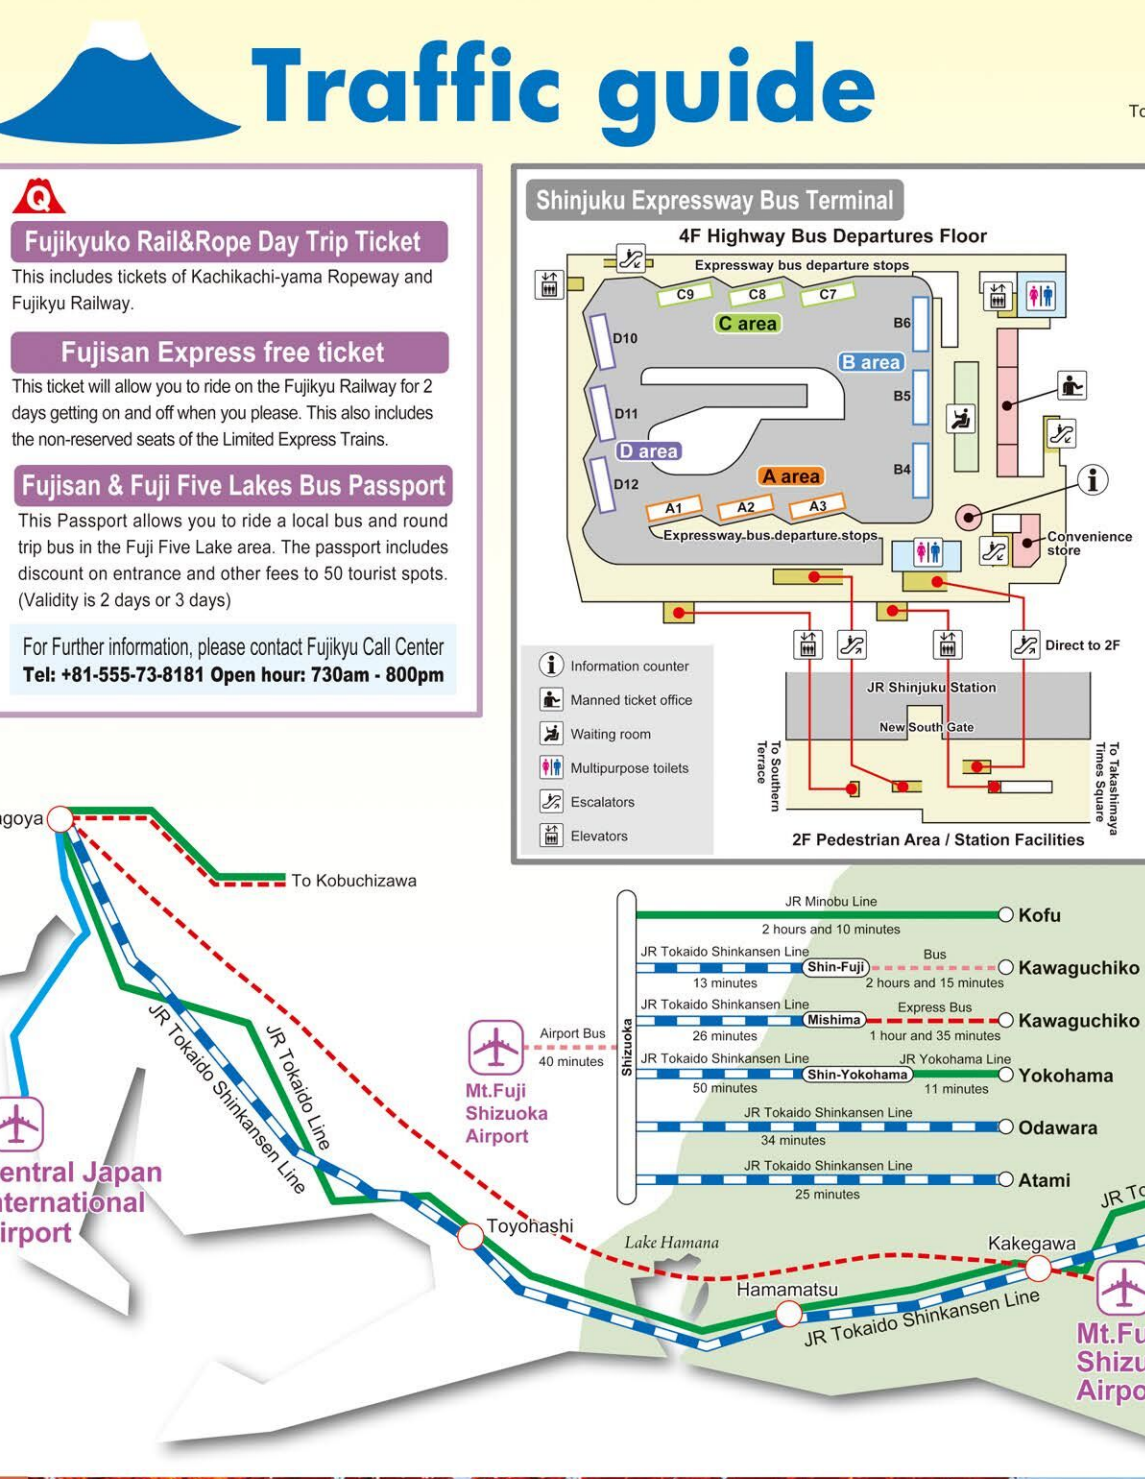 Traffic guide
To
Q
Fujikyuko Rail&Rope Day Trip Ticket
This includes tickets of Kachikachi-yama Ropeway and
Fujikyu Railway.
Fujisan Express free ticket
This ticket will allow you to ride on the Fujikyu Railway for 2
days getting on and off when you please. This also includes
the non-reserved seats of the Limited Express Trains.
Fujisan & Fuji Five Lakes Bus Passport
This Passport allows you to ride a local bus and round
trip bus in the Fuji Five Lake area. The passport includes
discount on entrance and other fees to 50 tourist spots.
(Validity is 2 days or 3 days)
For Further information, please contact Fujikyu Call Center
Tel: +81-555-73-8181 Open hour: 730am - 800pm
Shinjuku Expressway Bus Terminal
4F Highway Bus Departures Floor
Expressway bus departure stops
C9
C8
C7
C area
D10
B6
B area
D11
B5
D area
D12
B4
A area
A1
A2
A3
Expressway bus departure stops
i
Convenience
store
Direct to 2F
i Information counter
Manned ticket office
Waiting room
Multipurpose toilets
Escalators
Elevators
JR Shinjuku Station
New South Gate
To Southern
Terrace
To Takashimaya
Times Square
2F Pedestrian Area / Station Facilities
agoya
To Kobuchizawa
JR Tokaido Shinkansen Line
JR Tokaido Line
entral Japan
nternational
irport
Toyohashi
Airport Bus
40 minutes
Mt.Fuji
Shizuoka
Airport
Shizuoka
JR Minobu Line
2 hours and 10 minutes
Kofu
JR Tokaido Shinkansen Line
13 minutes
Shin-Fuji
Bus
2 hours and 15 minutes
Kawaguchiko
JR Tokaido Shinkansen Line
26 minutes
Mishima
Express Bus
1 hour and 35 minutes
Kawaguchiko
JR Tokaido Shinkansen Line
50 minutes
Shin-Yokohama
JR Yokohama Line
11 minutes
Yokohama
JR Tokaido Shinkansen Line
34 minutes
Odawara
JR Tokaido Shinkansen Line
25 minutes
Atami
Lake Hamana
Hamamatsu
Kakegawa
JR To
JR Tokaido Shinkansen Line
Mt.Fu
Shizu
Airpo